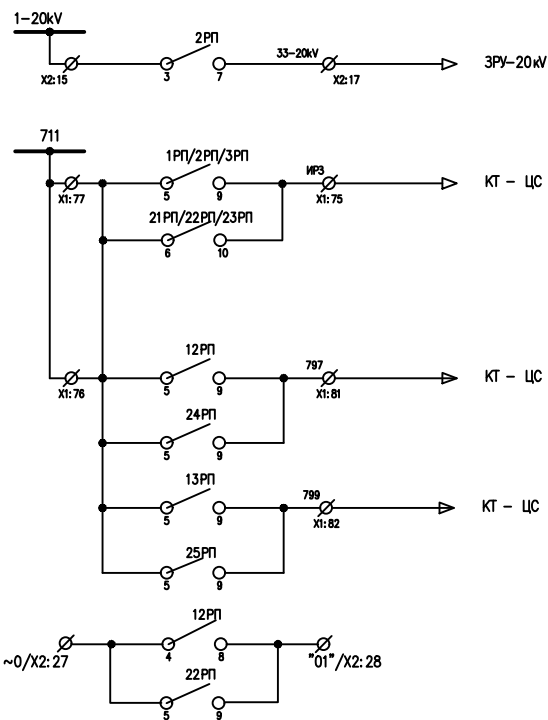 1-20kV
2РП
33-20kV
ЗРУ-20кV
X2:15
3
7
X2:17
711
1РП/2РП/3РП
ИРЗ
КТ - ЦС
X1:77
5
9
X1:75
21РП/22РП/23РП
6
10
12РП
797
КТ - ЦС
X1:76
5
9
X1:81
24РП
5
9
13РП
799
КТ - ЦС
5
9
X1:82
25РП
5
9
12РП
~0/X2:27
4
8
"01"/X2:28
22РП
5
9